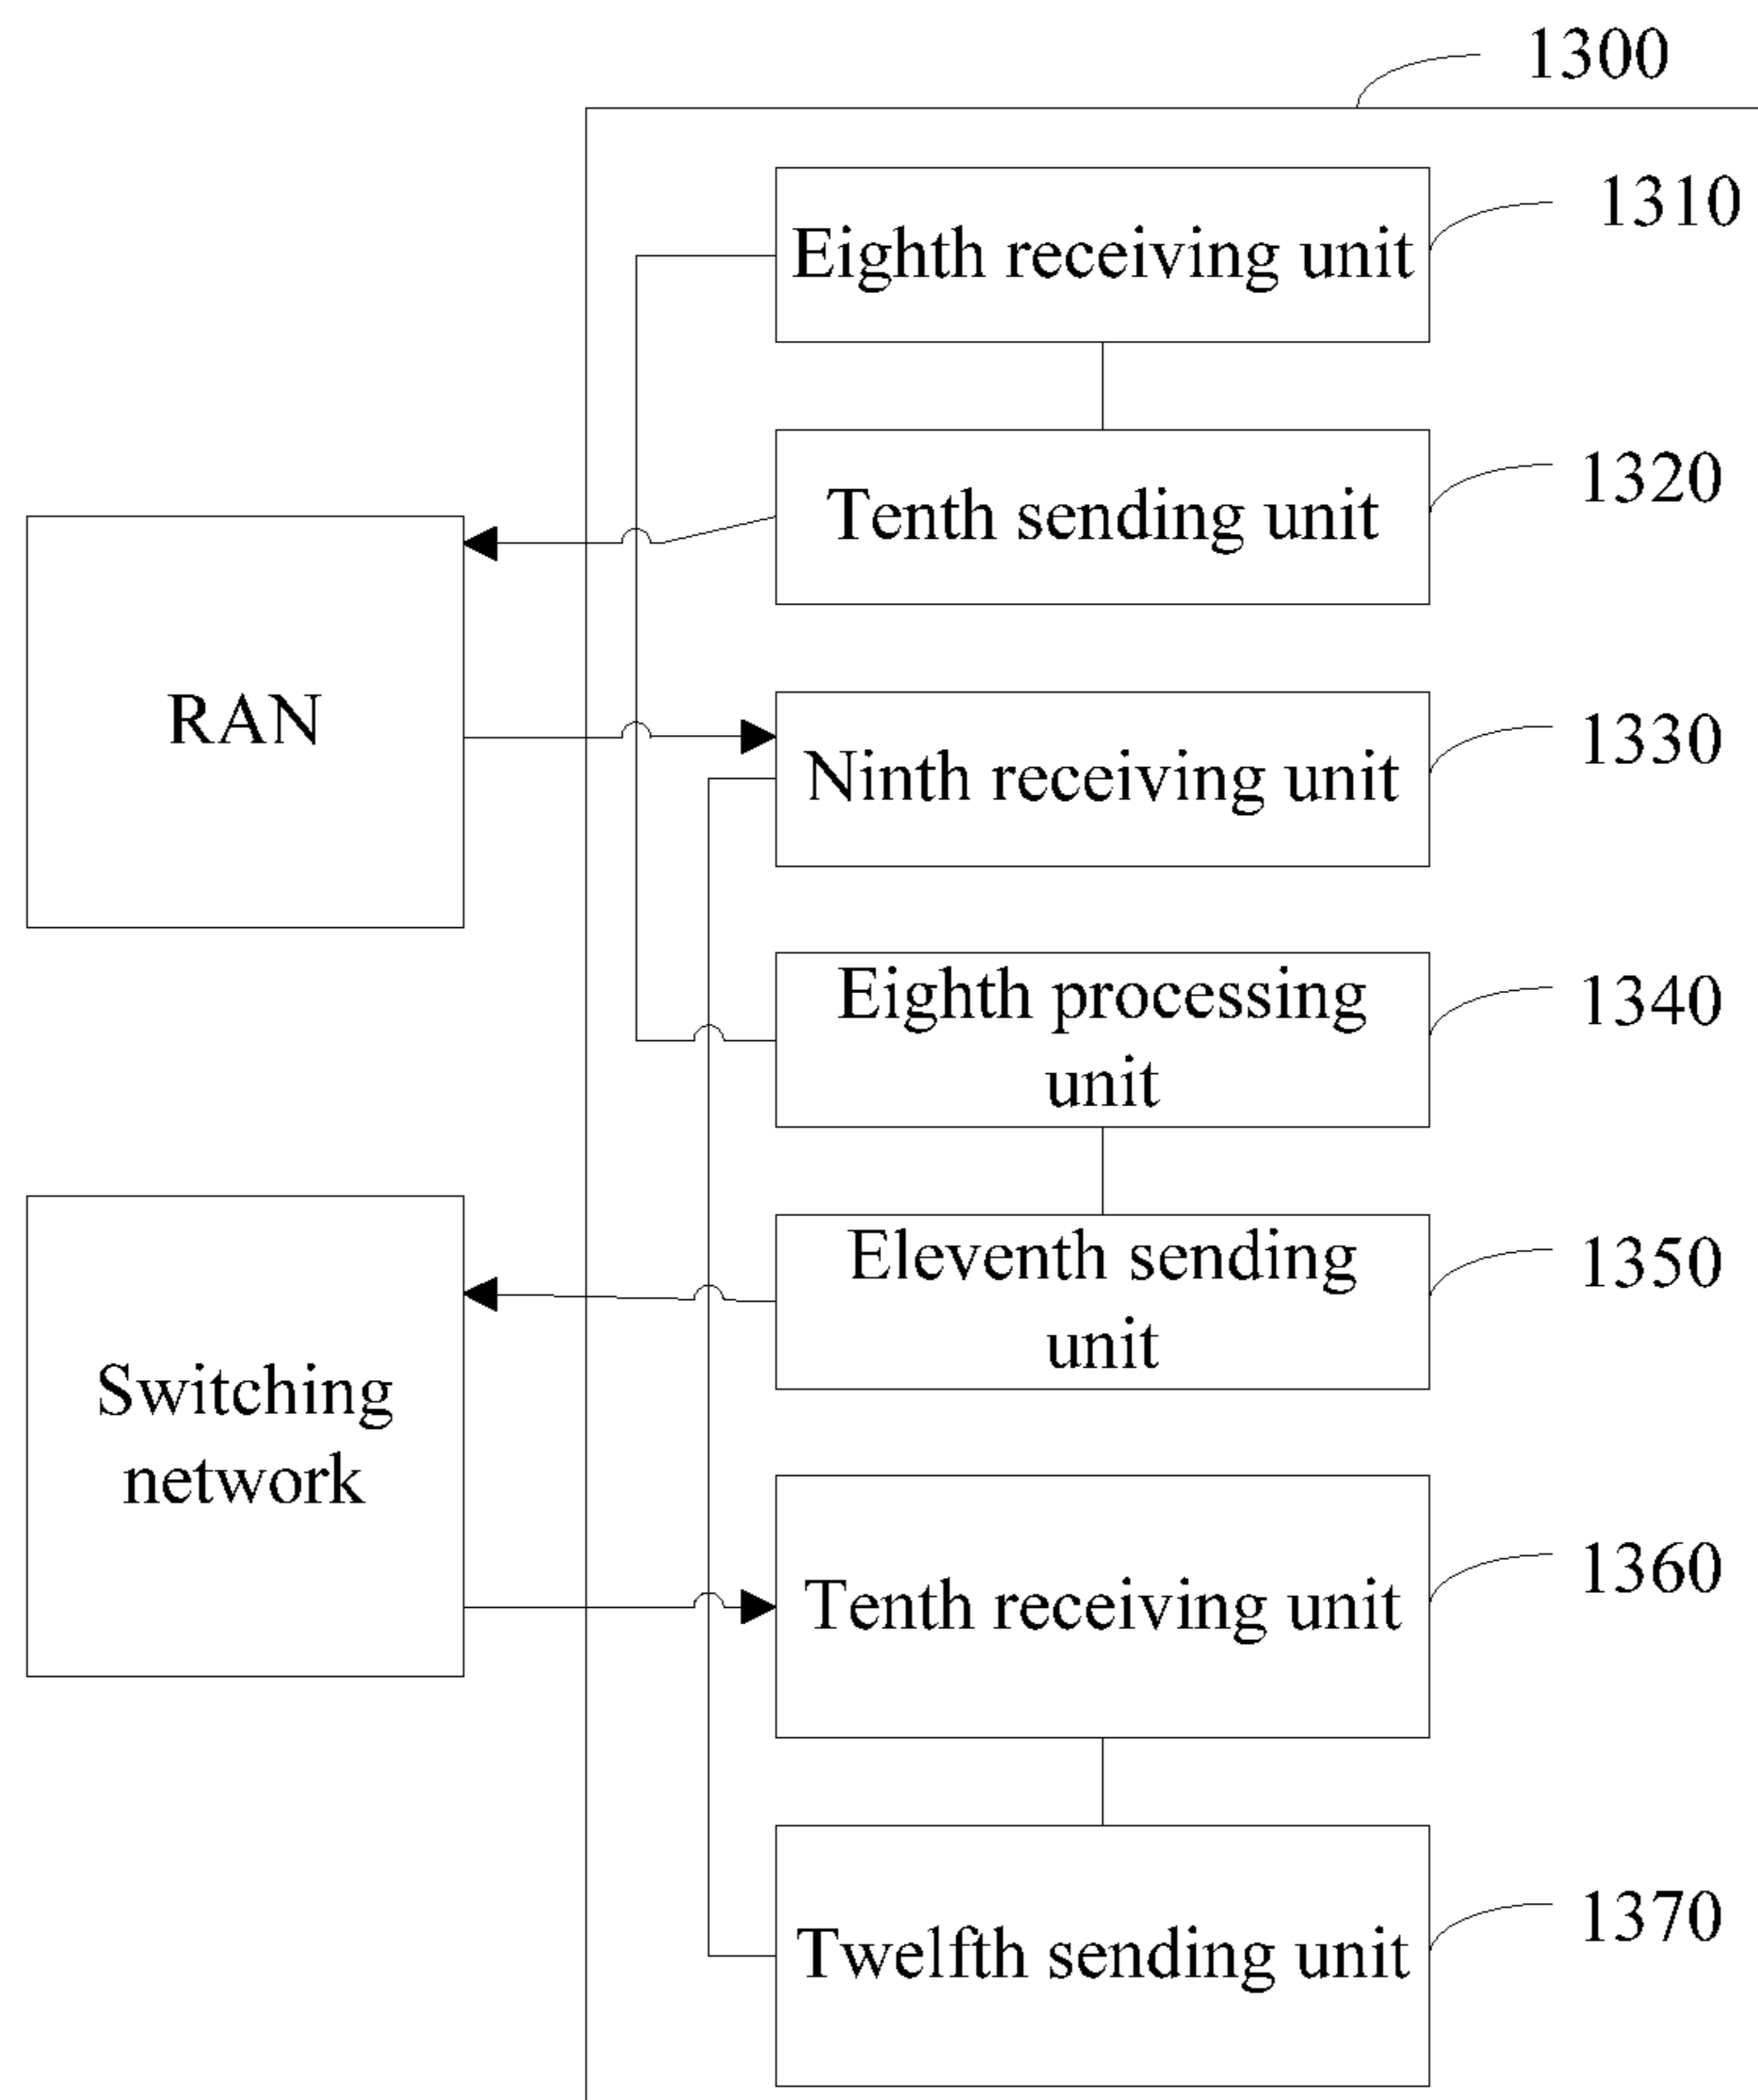 1300
1310
Eighth receiving unit
1320
Tenth sending unit
RAN
1330
Ninth receiving unit
1340
Eighth processing
unit
1350
Eleventh sending
unit
Switching
network
1360
Tenth receiving unit
1370
Twelfth sending unit